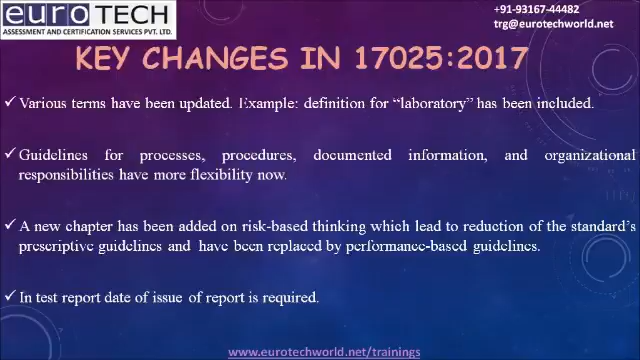 euro TECH
ASSESSMENT AND CERTIFICATION SERVICES PVT. LTD.
+91-93167-44482
trg@eurotechworld.net
KEY CHANGES IN 17025:2017
✓ Various terms have been updated. Example: definition for “laboratory” has been included.
✓ Guidelines for processes, procedures, documented information, and organizational
responsibilities have more flexibility now.
✓ A new chapter has been added on risk-based thinking which lead to reduction of the standard’s
prescriptive guidelines and have been replaced by performance-based guidelines.
✓ In test report date of issue of report is required.
www.eurotechworld.net/trainings